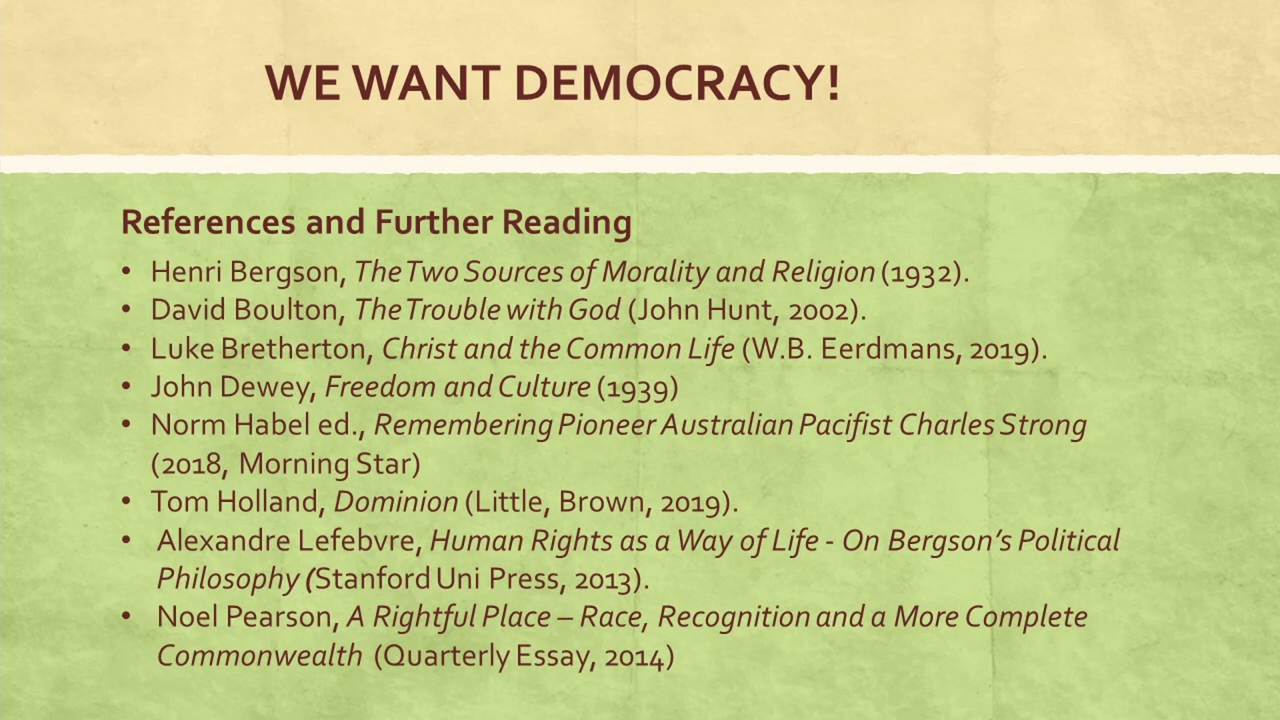 WE WANT DEMOCRACY!
References and Further Reading
• Henri Bergson, The Two Sources of Morality and Religion (1932).
• David Boulton, The Trouble with God (John Hunt, 2002).
• Luke Bretherton, Christ and the Common Life (W.B. Eerdmans, 2019).
• John Dewey, Freedom and Culture (1939)
• Norm Habel ed., Remembering Pioneer Australian Pacifist Charles Strong
(2018, Morning Star)
• Tom Holland, Dominion (Little, Brown, 2019).
• Alexandre Lefebvre, Human Rights as a Way of Life - On Bergson's Political
Philosophy (Stanford Uni Press, 2013).
• Noel Pearson, A Rightful Place – Race, Recognition and a More Complete
Commonwealth (Quarterly Essay, 2014)